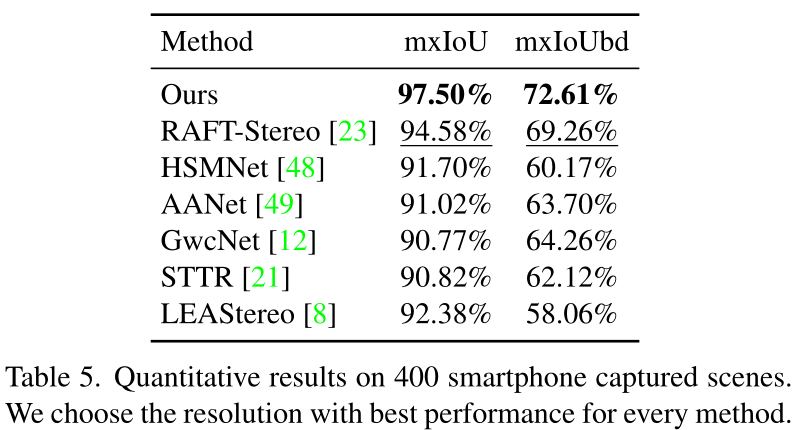 Method mxIoU mxIoUbd
Ours 97.50% 72.61%
RAFT-Stereo [23] 94.58% 69.26%
HSMNet [48] 91.70% 60.17%
AANet [49] 91.02% 63.70%
GwcNet [12] 90.77% 64.26%
STTR [21] 90.82% 62.12%
LEAStereo [8] 92.38% 58.06%
Table 5. Quantitative results on 400 smartphone captured scenes.
We choose the resolution with best performance for every method.